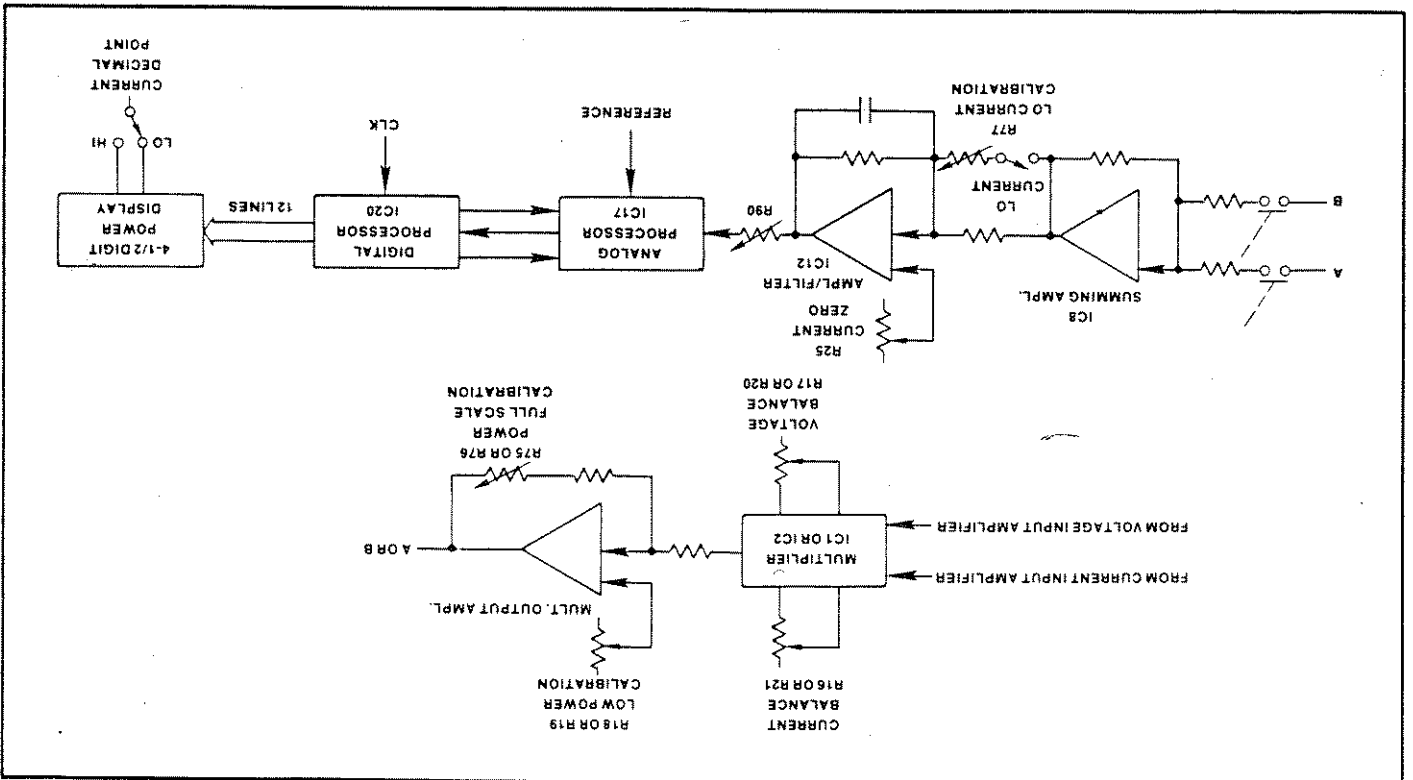 CURRENT
BALANCE
R16 OR R21
R18 OR R19
LOW POWER
CALIBRATION
MULT. OUTPUT AMPL.
FROM CURRENT INPUT AMPLIFIER
FROM VOLTAGE INPUT AMPLIFIER
MULTIPLIER
IC1 OR IC2
A OR B
VOLTAGE
BALANCE
R17 OR R20
R75 OR R76
POWER
FULL SCALE
CALIBRATION
R25
CURRENT
ZERO
IC8
SUMMING AMPL.
AMPL/FILTER
IC12
A
B
LO
CURRENT
R77
LO CURRENT
CALIBRATION
R90
ANALOG
PROCESSOR
IC17
REFERENCE
DIGITAL
PROCESSOR
IC20
CLK
12 LINES
4-1/2 DIGIT
POWER
DISPLAY
LO
HI
CURRENT
DECIMAL
POINT